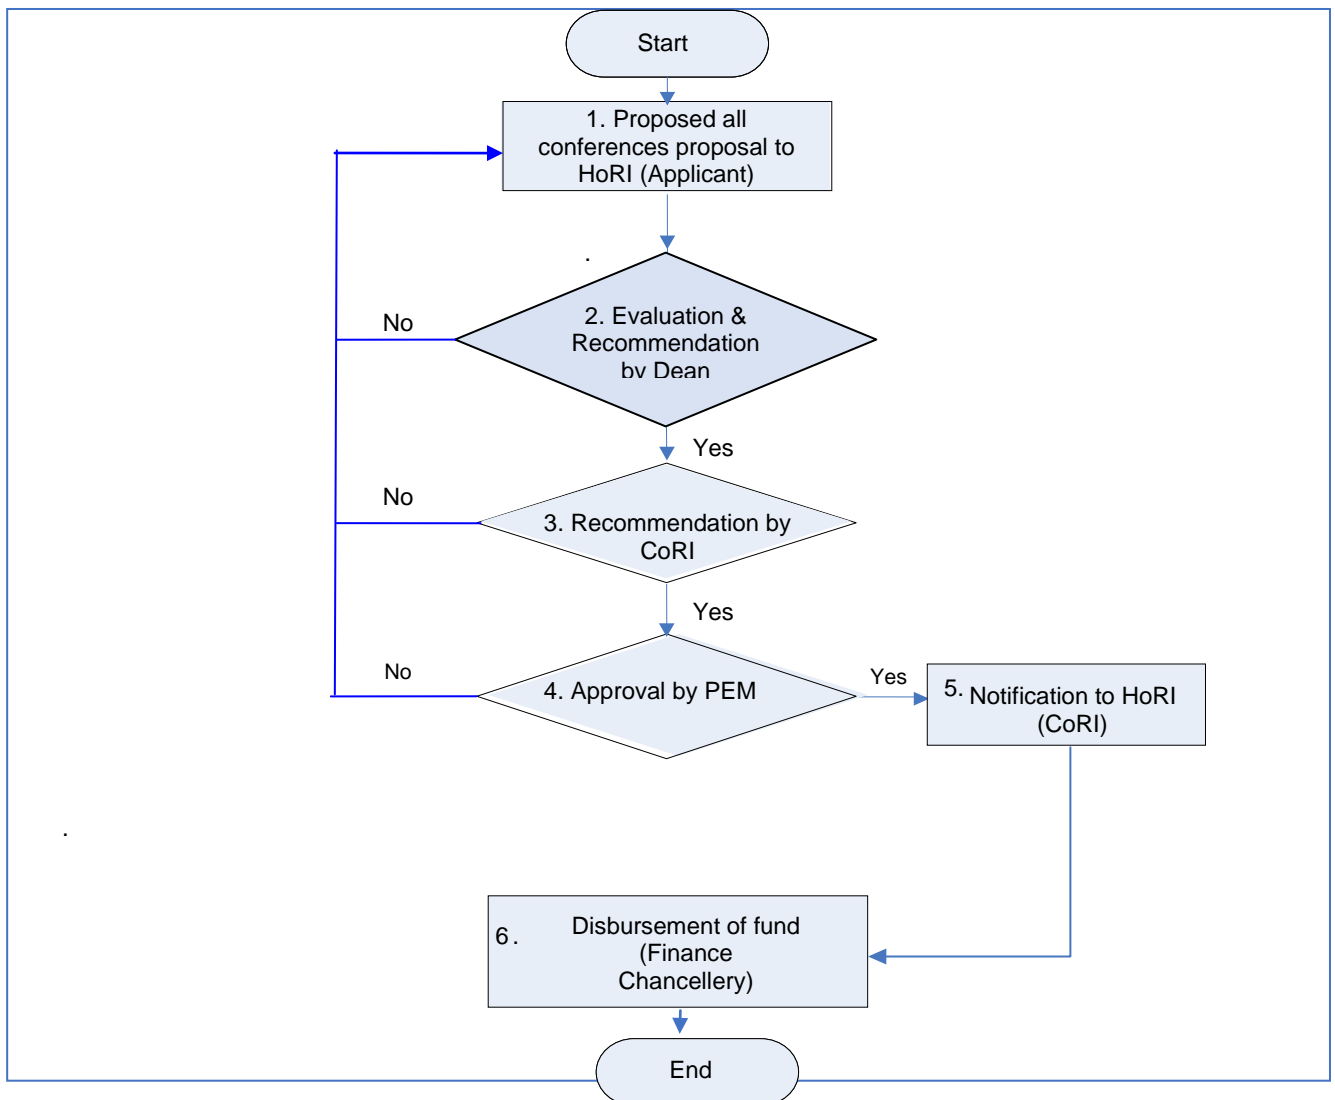 Start
1. Proposed all
conferences proposal to
HoRI (Applicant)
.
2. Evaluation &
Recommendation
by Dean
No
Yes
No
3. Recommendation by
CoRI
Yes
No
4. Approval by PEM
Yes
5. Notification to HoRI
(CoRI)
.
6. Disbursement of fund
(Finance
Chancellery)
End